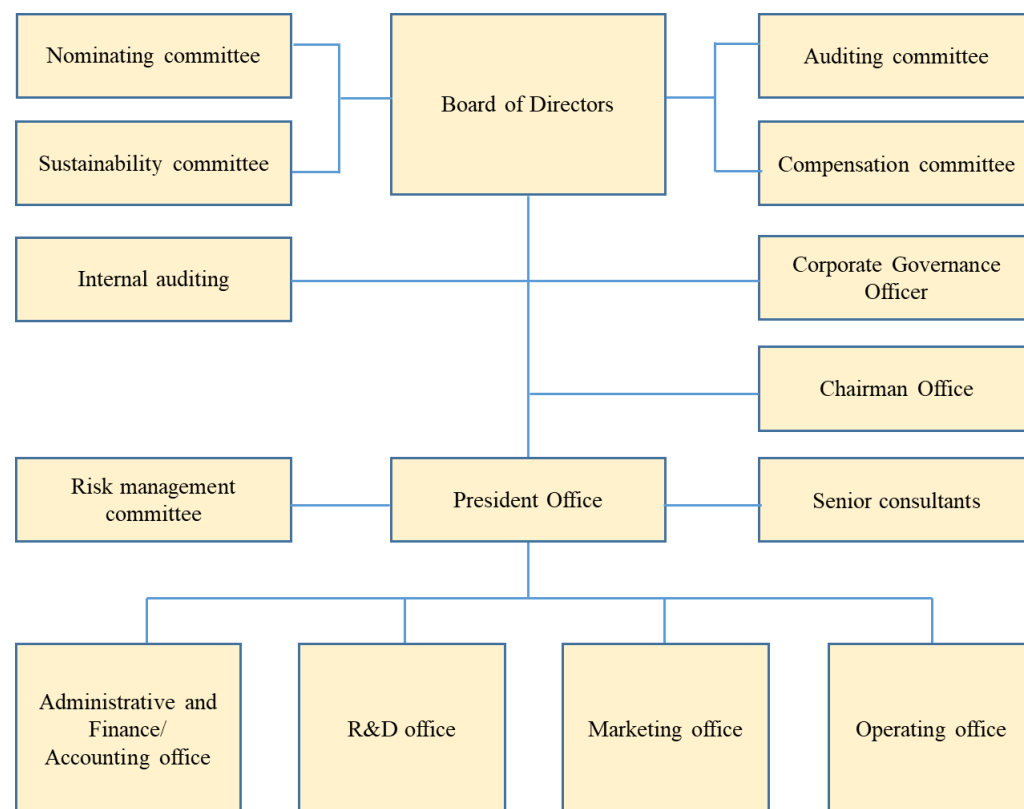 Nominating committee
Board of Directors
Auditing committee
Sustainability committee
Compensation committee
Internal auditing
Corporate Governance
Officer
Chairman Office
Risk management
committee
President Office
Senior consultants
Administrative and
Finance/
Accounting office
R&D office
Marketing office
Operating office